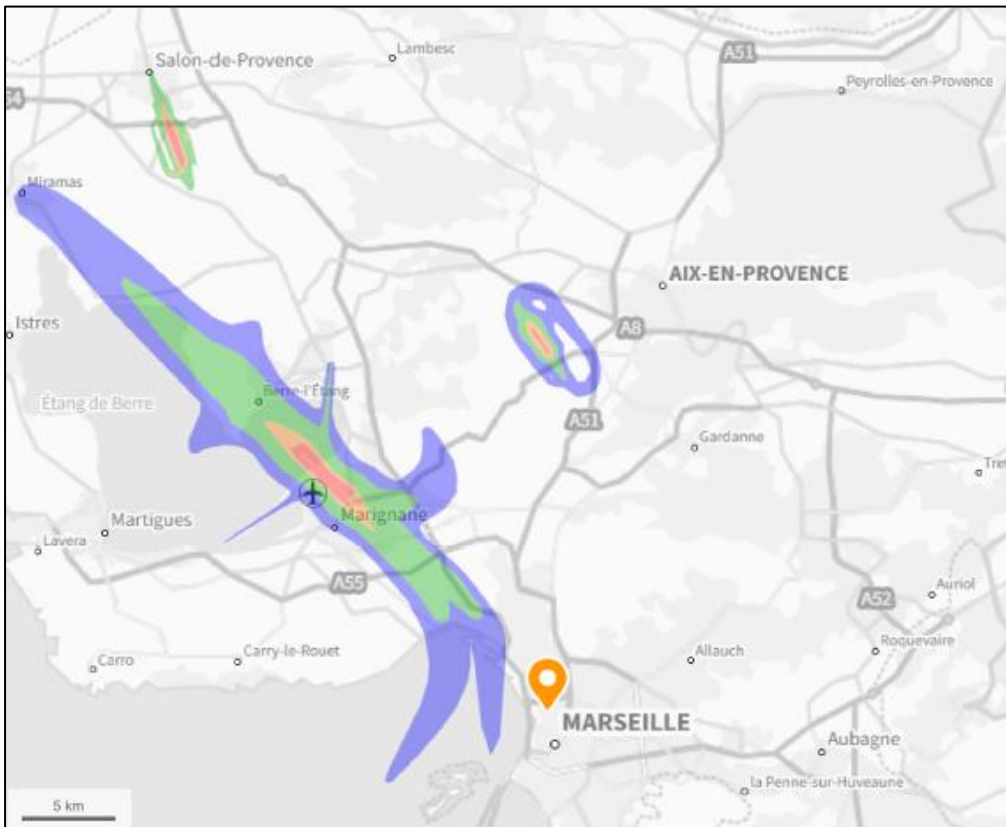 A51
Lambesc
Salon-de-Provence
Peyrolles-en-Provence
Miramas
AIX-EN-PROVENCE
Istres
A8
Étang de Berre
Berre-l'Étang
A51
Gardanne
Martigues
Marignane
Lavera
A55
Auriol
A52
Roquevaire
Carro
Carry-le-Rouet
Allauch
MARSEILLE
Aubagne
la Penne-sur-Huveaune
5 km